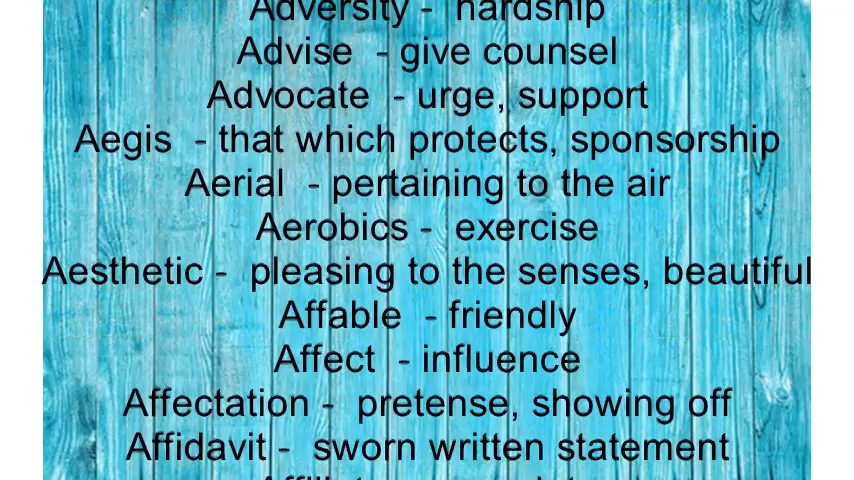 Adversity -  hardship
Advise  - give counsel
Advocate  - urge, support
Aegis  - that which protects, sponsorship
Aerial  - pertaining to the air
Aerobics -  exercise
Aesthetic -  pleasing to the senses, beautiful
Affable  - friendly
Affect  - influence
Affectation -  pretense, showing off
Affidavit -  sworn written statement